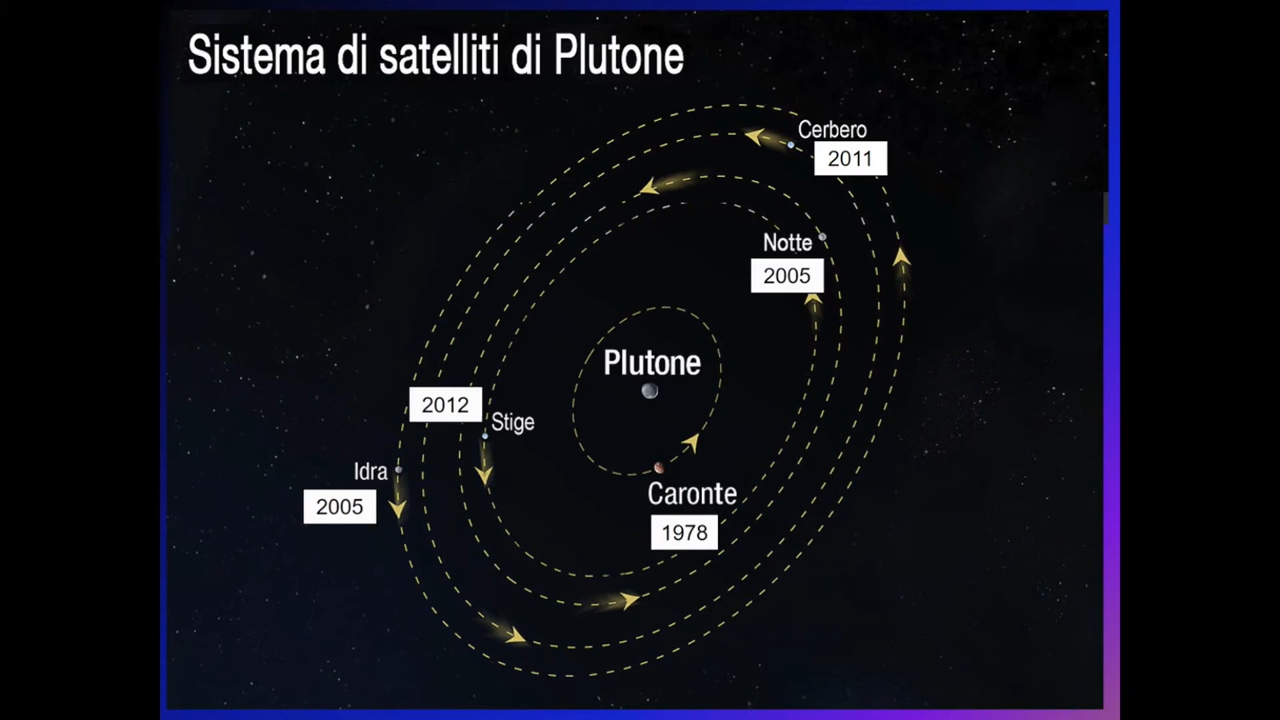 Sistema di satelliti di Plutone
Cerbero
2011
Notte
2005
Plutone
2012
Stige
Idra
2005
Caronte
1978